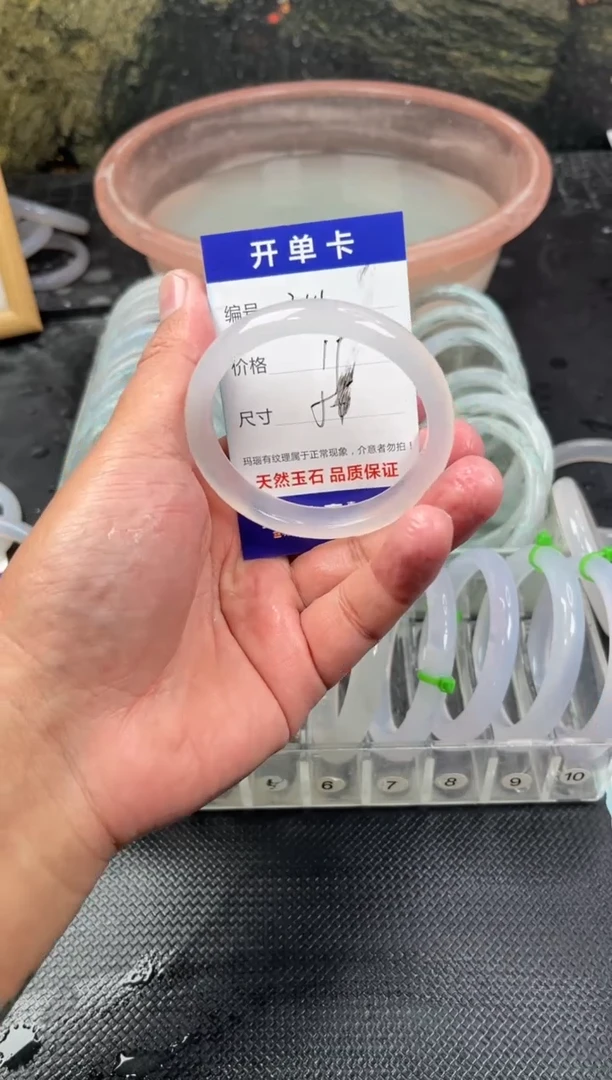 开单卡
编号
价格 11
尺寸
玛瑙有纹理属于正常现象，介意者勿拍！
天然玉石 品质保证
6 7 8 9 10